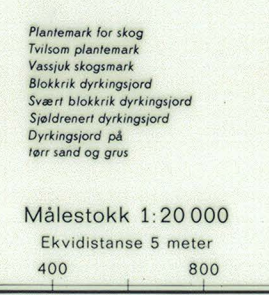 Plantemark for skog
Tvilsom plantemark
Vassjuk skogsmark
Blokkrik dyrkingsjord
Svært blokkrik dyrkingsjord
Sjøldrenert dyrkingsjord
Dyrkingsjord på
tørr sand og grus
Målestokk 1:20 000
Ekvidistanse 5 meter
400 800